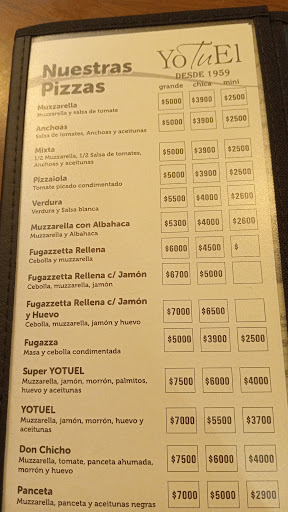 Nuestras
Pizzas
YoTuEl
DESDE 1959
grande chica mini
Muzzarella $5000 $3900 $2500
Muzzarella y salsa de tomate
Anchoas $5000 $3900 $2500
Salsa de tomates, Anchoas y aceitunas
Mixta $5000 $3900 $2500
1/2 Muzzarella, 1/2 Salsa de tomates,
Anchoas y aceitunas
Pizzaiola $5000 $3900 $2500
Tomate picado condimentado
Verdura $5500 $4000 $2600
Verdura y Salsa blanca
Muzzarella con Albahaca $5300 $4000 $2600
Muzzarella y Albahaca
Fugazzetta Rellena $6000 $4500 $
Cebolla y muzzarella
Fugazzetta Rellena c/ Jamón $6700 $5000
Cebolla, muzzarella, jamón
Fugazzetta Rellena c/ Jamón
y Huevo $7000 $6500
Cebolla, muzzarella, jamón y huevo
Fugazza $5000 $3900 $2500
Masa y cebolla condimentada
Super YOTUEL $7500 $6000 $4000
Muzzarella, jamón, morrón, palmitos,
huevo y aceitunas
YOTUEL $7000 $5500 $3700
Muzzarella, jamón, morrón, huevo y
aceitunas
Don Chicho $7500 $6000 $4000
Muzzarella, tomate, panceta ahumada,
morrón y huevo
Panceta $7000 $5000 $2900
Muzzarella, panceta y aceitunas negras